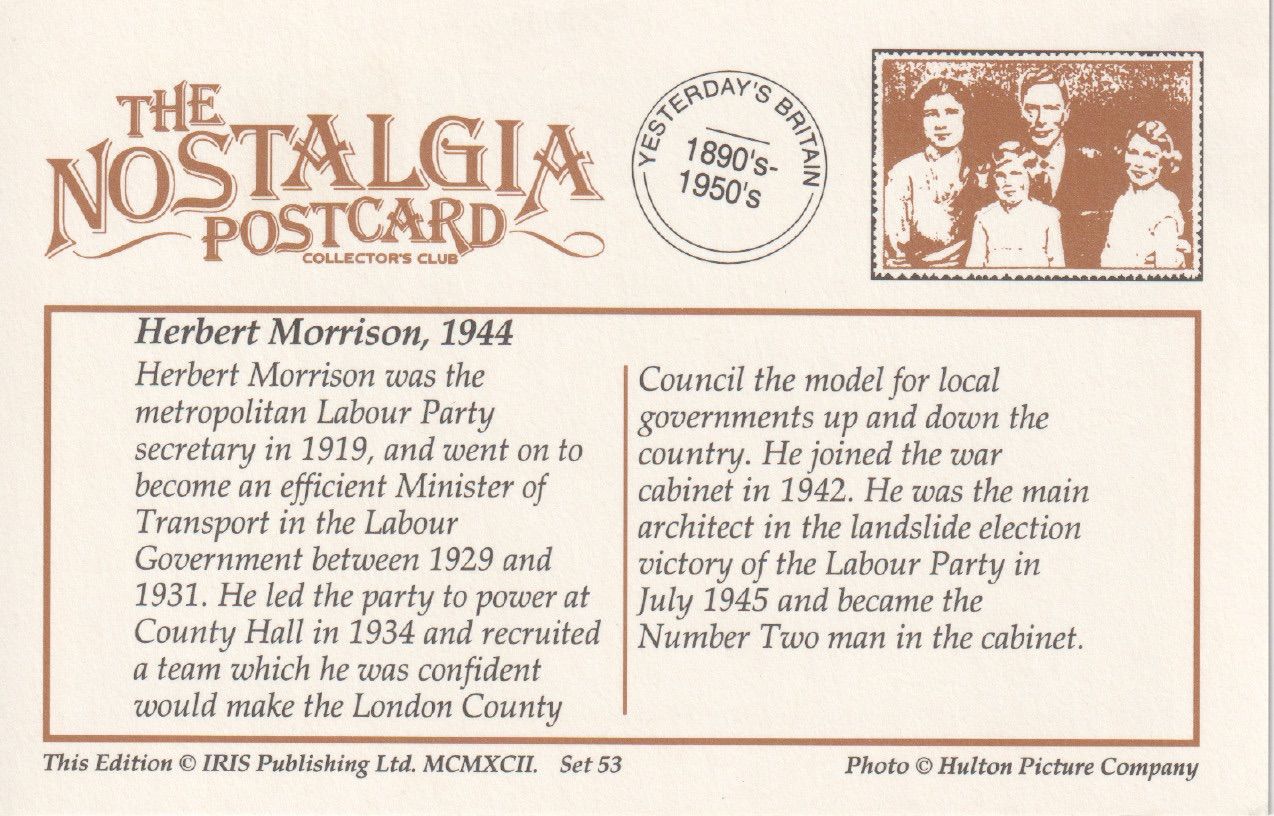 THE
NOSTALGIA
POSTCARD
COLLECTOR'S CLUB
YESTERDAY'S BRITAIN
1890's-
1950's
Herbert Morrison, 1944
Herbert Morrison was the
metropolitan Labour Party
secretary in 1919, and went on to
become an efficient Minister of
Transport in the Labour
Government between 1929 and
1931. He led the party to power at
County Hall in 1934 and recruited
a team which he was confident
would make the London County
Council the model for local
governments up and down the
country. He joined the war
cabinet in 1942. He was the main
architect in the landslide election
victory of the Labour Party in
July 1945 and became the
Number Two man in the cabinet.
This Edition © IRIS Publishing Ltd. MCMXCII. Set 53
Photo © Hulton Picture Company